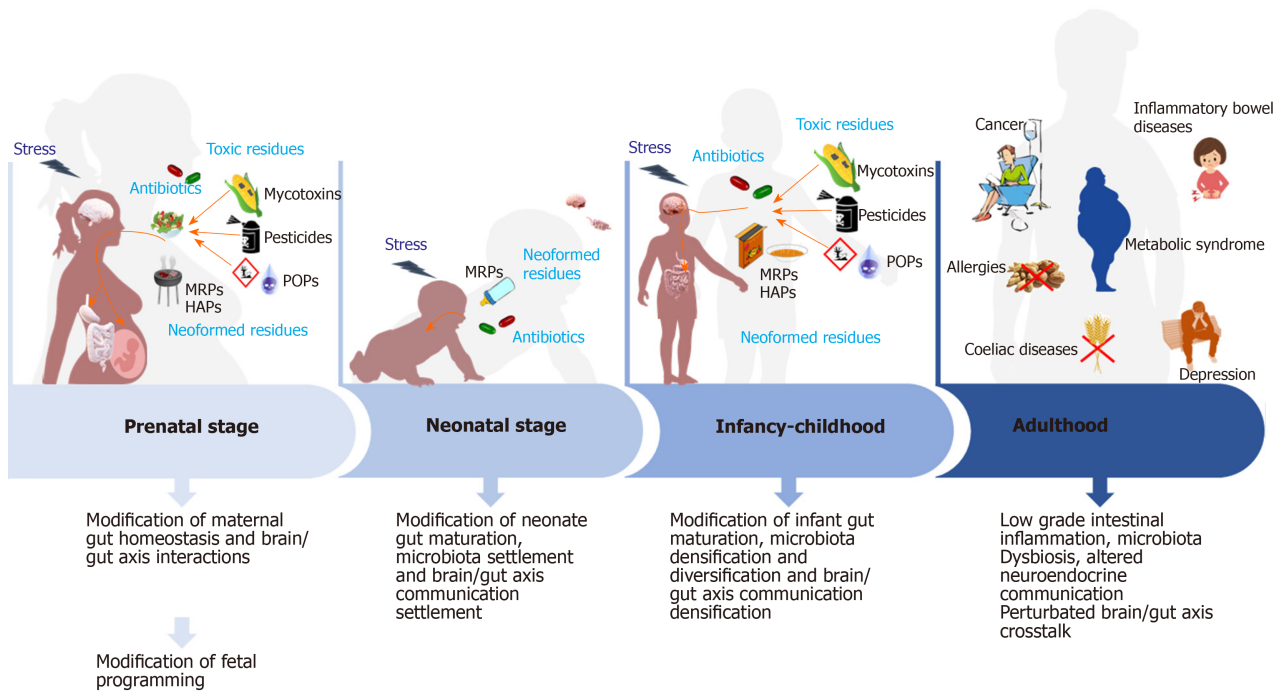 Stress
Toxic residues
Antibiotics
Mycotoxins
Pesticides
POPs
MRPs
HAPs
Neoformed residues
Stress
MRPs
Neoformed
residues
Antibiotics
Stress
Toxic residues
Antibiotics
Mycotoxins
Pesticides
POPs
MRPs
HAPs
Neoformed residues
Cancer
Inflammatory bowel
diseases
Metabolic syndrome
Allergies
Coeliac diseases
Depression
Prenatal stage
Neonatal stage
Infancy-childhood
Adulthood
Modification of maternal
gut homeostasis and brain/
gut axis interactions
Modification of fetal
programming
Modification of neonate
gut maturation,
microbiota settlement
and brain/gut axis
communication
settlement
Modification of infant gut
maturation, microbiota
densification and
diversification and brain/
gut axis communication
densification
Low grade intestinal
inflammation, microbiota
Dysbiosis, altered
neuroendocrine
communication
Perturbated brain/gut axis
crosstalk